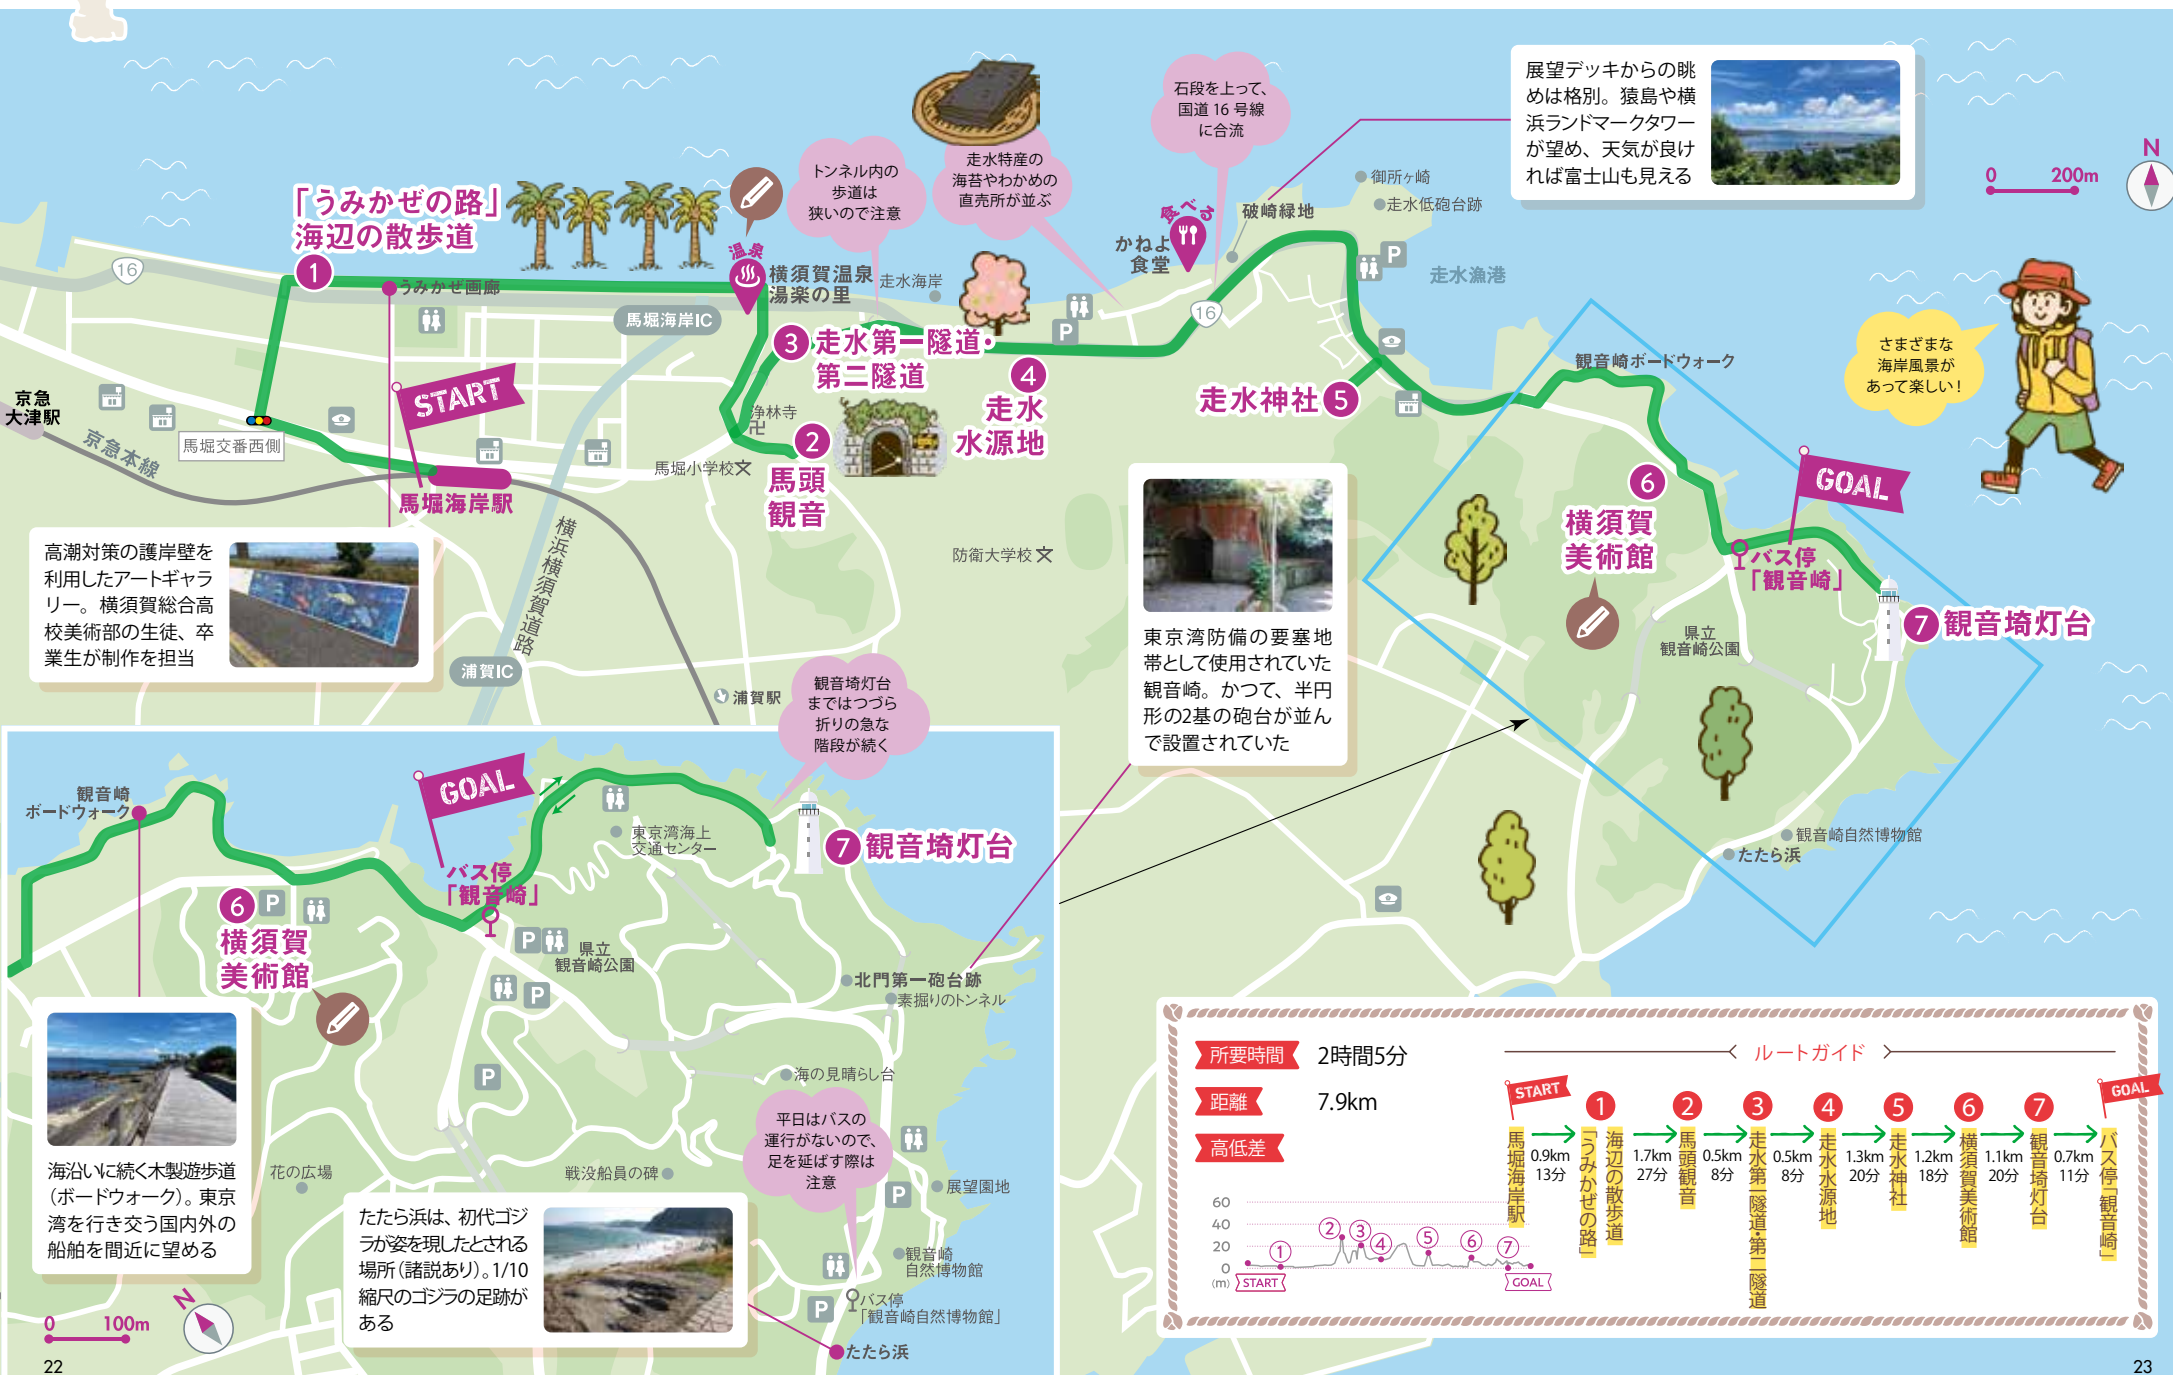 「うみかぜの路」
海辺の散歩道
1
16
うみかぜ画廊
馬堀海岸IC
温泉
横須賀温泉
湯楽の里
トンネル内の
歩道は
狭いので注意
走水特産の
海苔やわかめの
直売所が並ぶ
走水海岸
石段を上って、
国道16号線
に合流
食べる
かねよ
食堂
破崎緑地
御所ヶ崎
走水低砲台跡
展望デッキからの眺
めは格別。猿島や横
浜ランドマークタワー
が望め、天気が良け
れば富士山も見える
N
0 200m
P
走水漁港
16
P
3 走水第一隧道・
第二隧道
4
走水
水源地
走水神社 5
観音崎ボードウォーク
さまざまな
海岸風景が
あって楽しい！
京急
大津駅
京急本線
馬堀交番西側
START
馬堀海岸駅
浄林寺
卍
2
馬頭
観音
馬堀小学校文
防衛大学校 文
横浜横須賀道路
浦賀IC
浦賀駅
高潮対策の護岸壁を
利用したアートギャラ
リー。横須賀総合高
校美術部の生徒、卒
業生が制作を担当
東京湾防備の要塞地
帯として使用されていた
観音崎。かつて、半円
形の2基の砲台が並ん
で設置されていた
6
横須賀
美術館
GOAL
バス停
「観音崎」
県立
観音崎公園
7 観音埼灯台
観音崎自然博物館
たたら浜
観音埼灯台
まではつづら
折りの急な
階段が続く
観音崎
ボードウォーク
GOAL
バス停
「観音崎」
東京湾海上
交通センター
7 観音埼灯台
6 P
横須賀
美術館
P
県立
観音崎公園
P
北門第一砲台跡
素掘りのトンネル
P
海の見晴らし台
平日はバスの
運行がないので、
足を延ばす際は
注意
花の広場
戦没船員の碑
P
展望園地
観音崎
自然博物館
P
バス停
「観音崎自然博物館」
たたら浜
海沿いに続く木製遊歩道
（ボードウォーク）。東京
湾を行き交う国内外の
船舶を間近に望める
たたら浜は、初代ゴジ
ラが姿を現したとされる
場所（諸説あり）。1/10
縮尺のゴジラの足跡が
ある
0 100m
N
22
所要時間 2時間5分
距離 7.9km
高低差
60
40
20
0
(m)
START
1
2
3
4
5
6
7
GOAL
ルートガイド
START
馬堀海岸駅
0.9km
13分
1
「うみかぜの路」
海辺の散歩道
1.7km
27分
2
馬頭観音
0.5km
8分
3
走水第一隧道・第二隧道
0.5km
8分
4
走水水源地
1.3km
20分
5
走水神社
1.2km
18分
6
横須賀美術館
1.1km
20分
7
観音埼灯台
0.7km
11分
GOAL
バス停「観音崎」
23